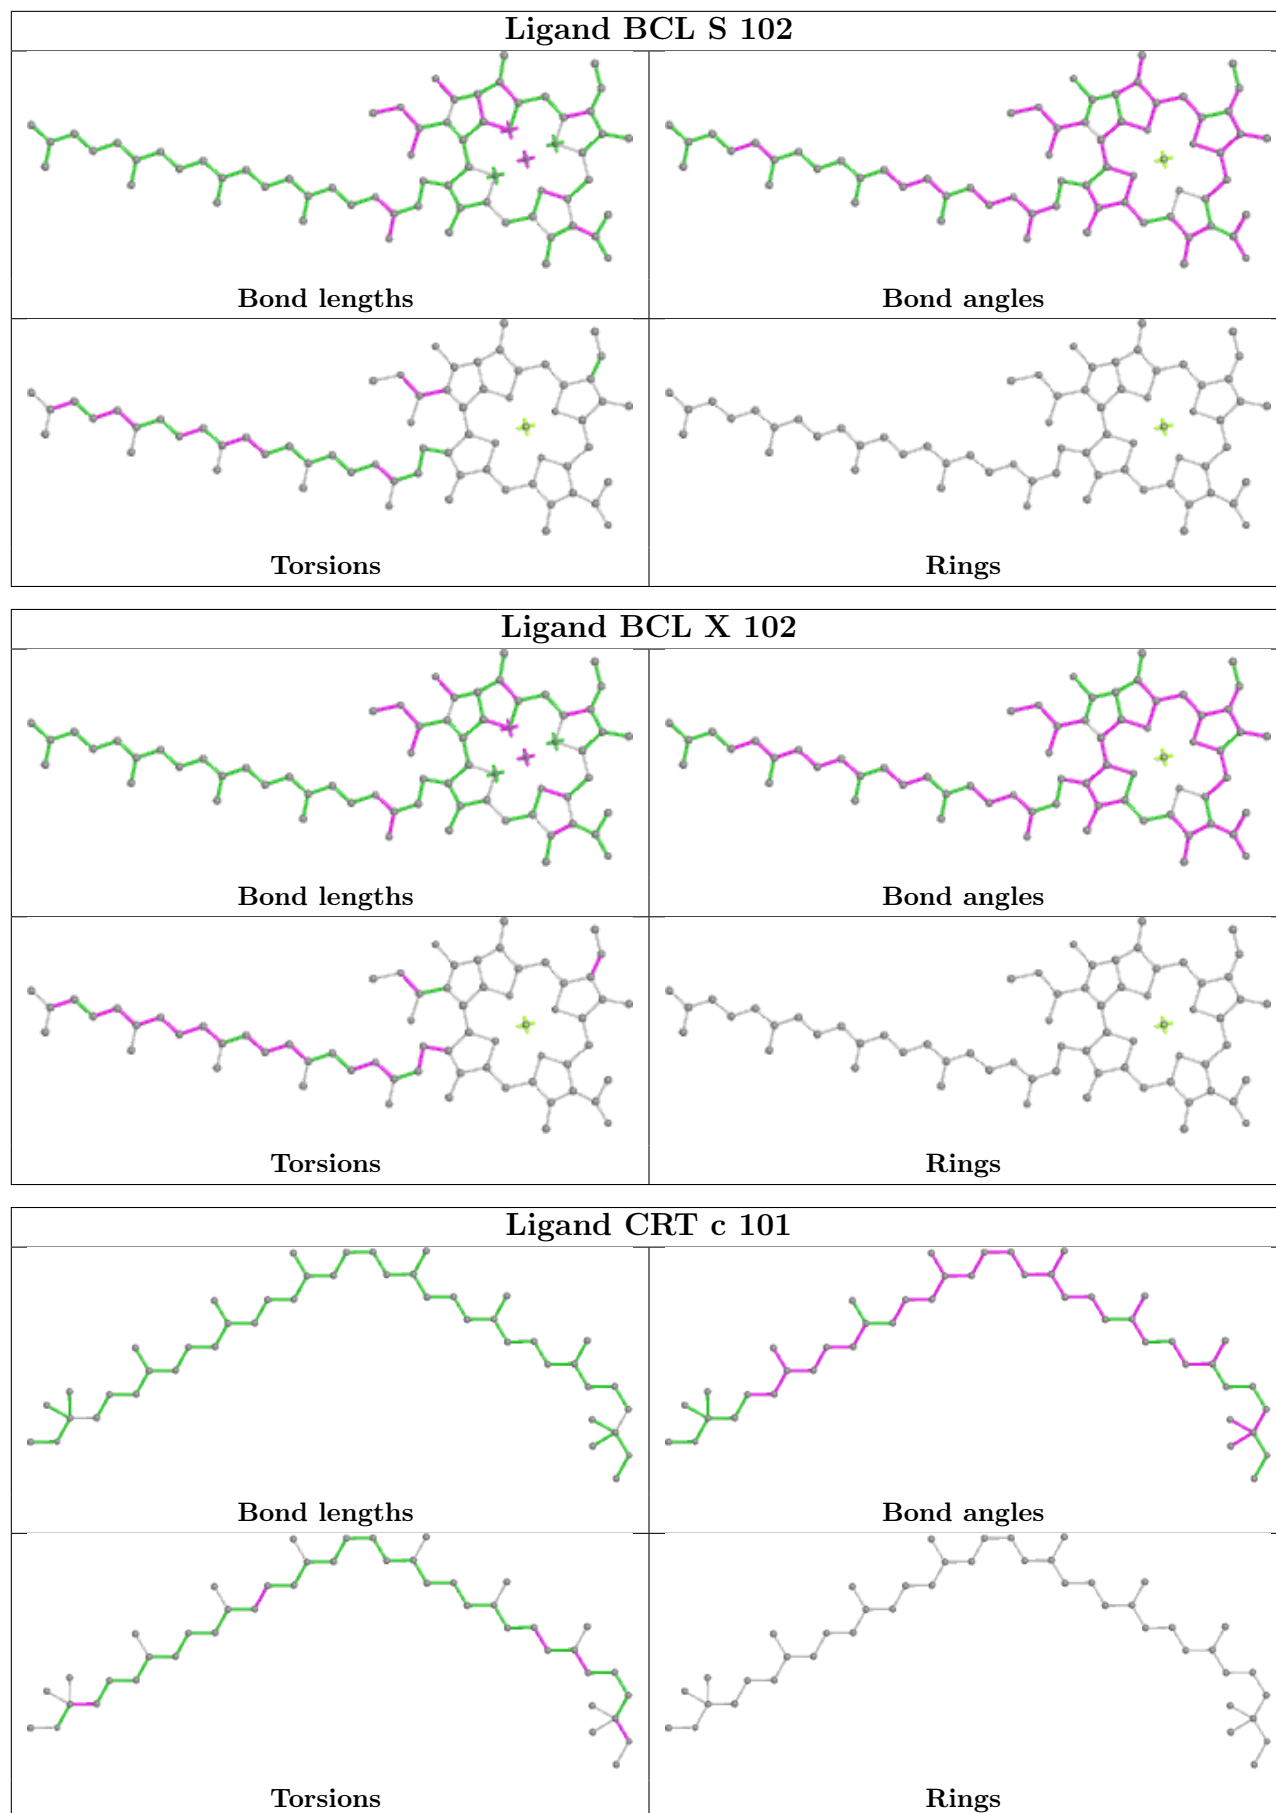 Ligand BCL S 102
Bond lengths
Bond angles
Torsions
Rings
Ligand BCL X 102
Bond lengths
Bond angles
Torsions
Rings
Ligand CRT c 101
Bond lengths
Bond angles
Torsions
Rings